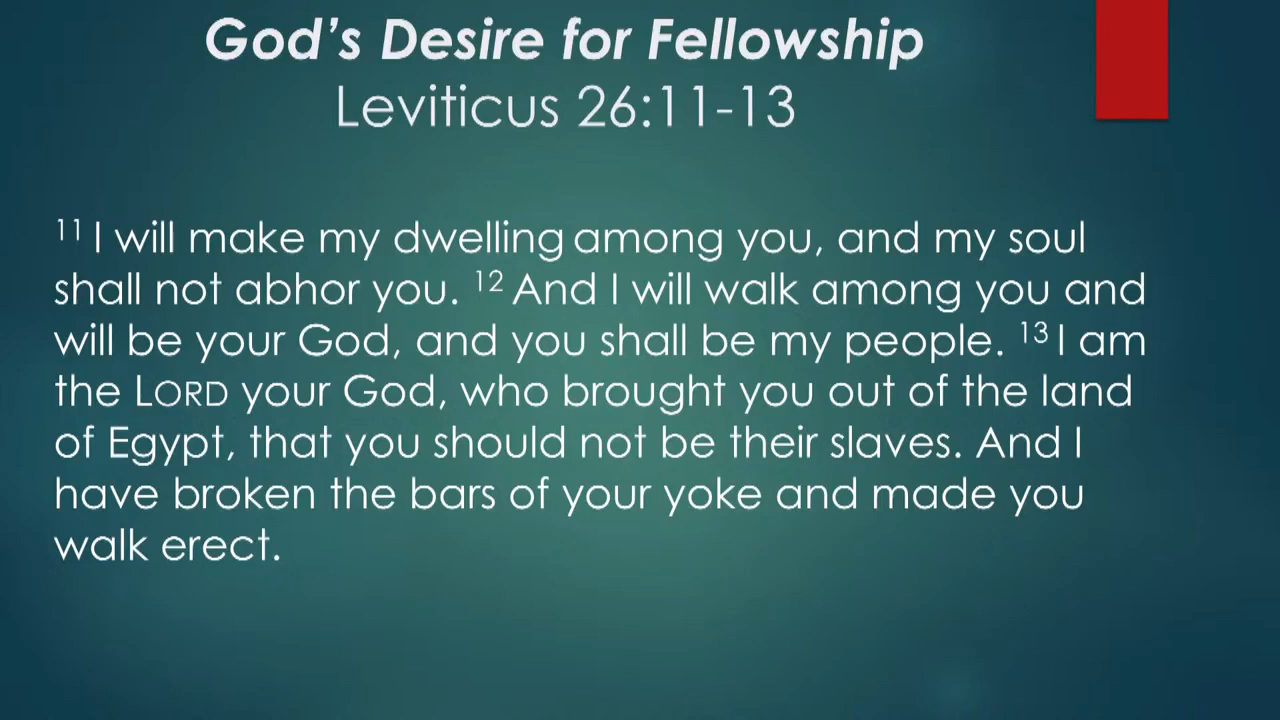 God’s Desire for Fellowship
Leviticus 26:11-13
11 I will make my dwelling among you, and my soul
shall not abhor you. 12 And I will walk among you and
will be your God, and you shall be my people. 13 I am
the LORD your God, who brought you out of the land
of Egypt, that you should not be their slaves. And I
have broken the bars of your yoke and made you
walk erect.